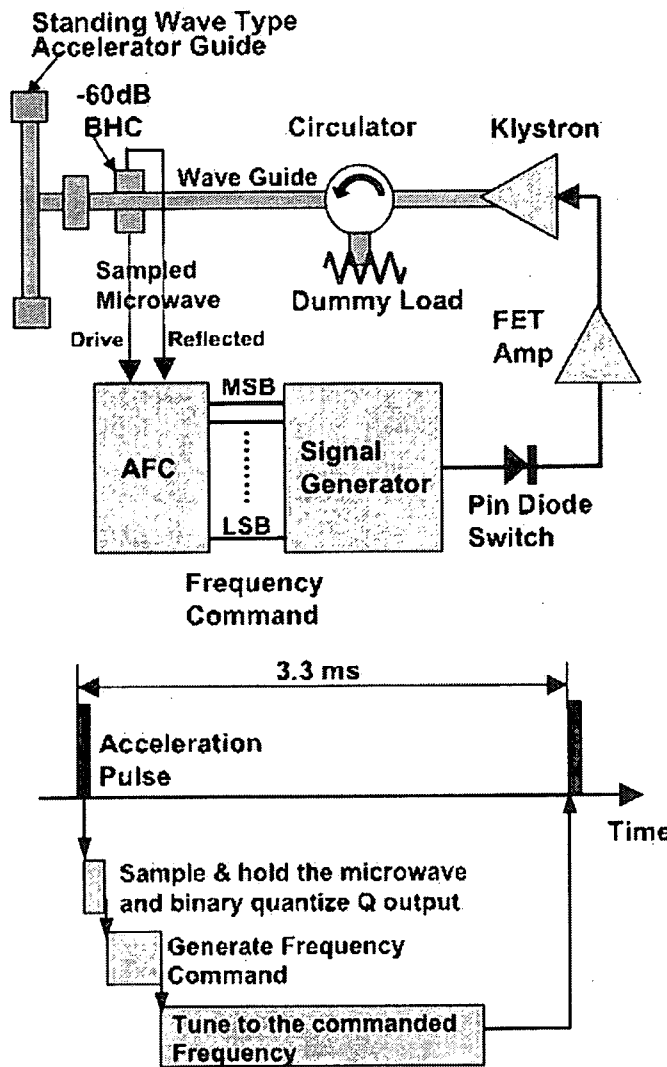 Standing Wave Type
Accelerator Guide
-60dB
BHC
Circulator
Klystron
Wave Guide
Sampled
Microwave
Dummy Load
FET
Amp
Drive
Reflected
MSB
AFC
Signal
Generator
LSB
Pin Diode
Switch
Frequency
Command
3.3 ms
Acceleration
Pulse
Time
Sample & hold the microwave
and binary quantize Q output
Generate Frequency
Command
Tune to the commanded
Frequency